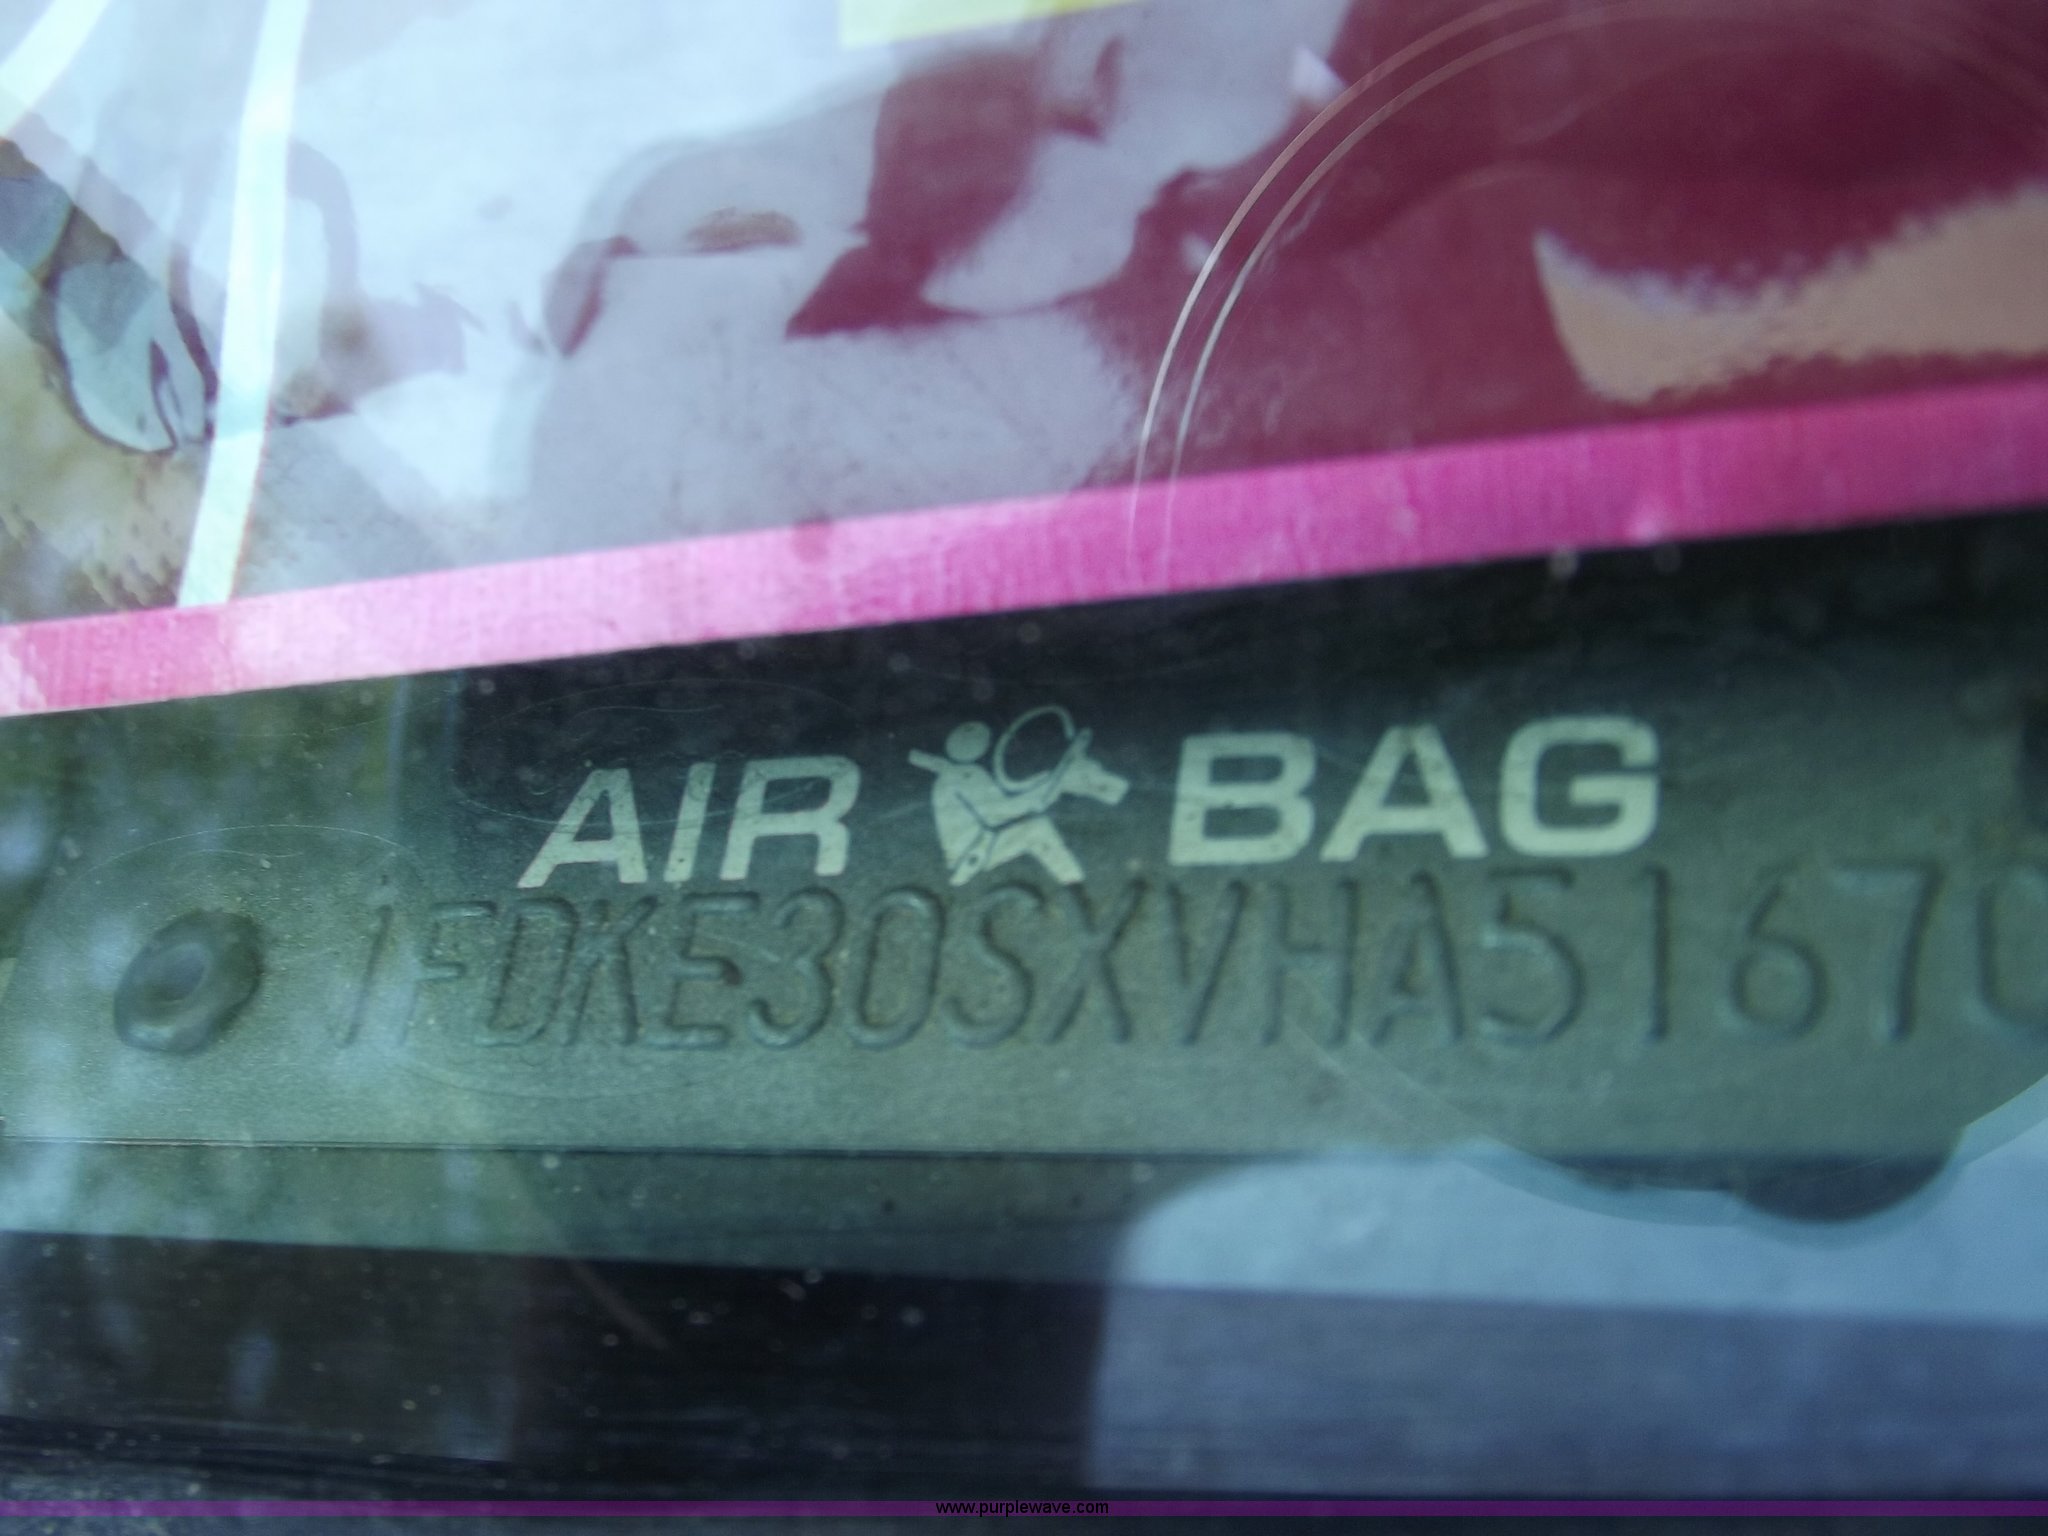 AIR BAG
1FDKE30SXVHA5167
www.purplewave.com